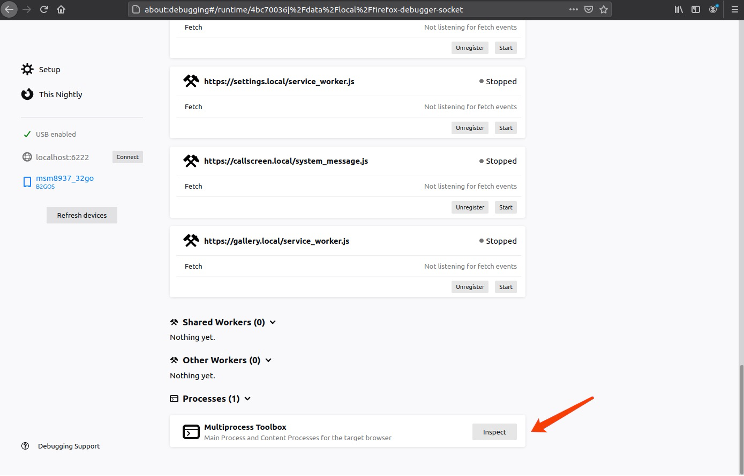 about:debugging#/runtime/4bc70036|%2Fdata%2Flocal%2Ffirefox-debugger-socket
Fetch
Not listening for fetch events
Unregister
Start
Setup
https://settings.local/service_worker.js
Stopped
This Nightly
Fetch
Not listening for fetch events
Unregister
Start
USB enabled
localhost:6222
Connect
https://callscreen.local/system_message.js
Stopped
msm8937_32go
B2GOS
Fetch
Not listening for fetch events
Unregister
Start
Refresh devices
https://gallery.local/service_worker.js
Stopped
Fetch
Not listening for fetch events
Unregister
Start
Shared Workers (0)
Nothing yet.
Other Workers (0)
Nothing yet.
Processes (1)
Multiprocess Toolbox
Main Process and Content Processes for the target browser
Inspect
Debugging Support